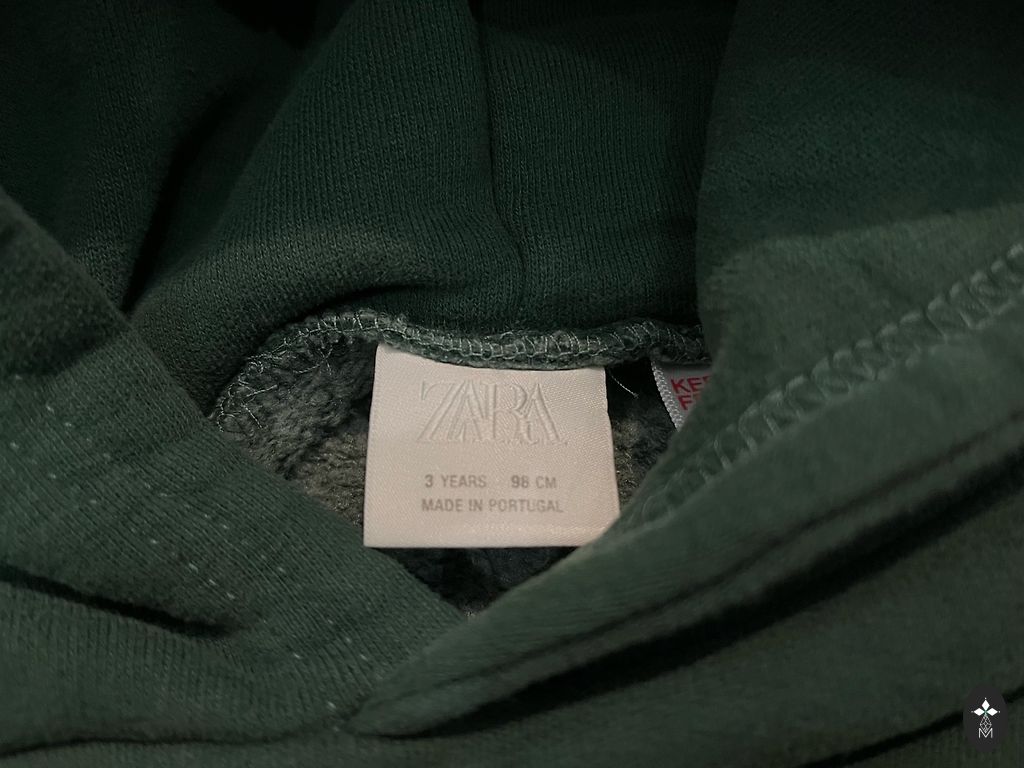 ZARA
3 YEARS 98 CM
MADE IN PORTUGAL